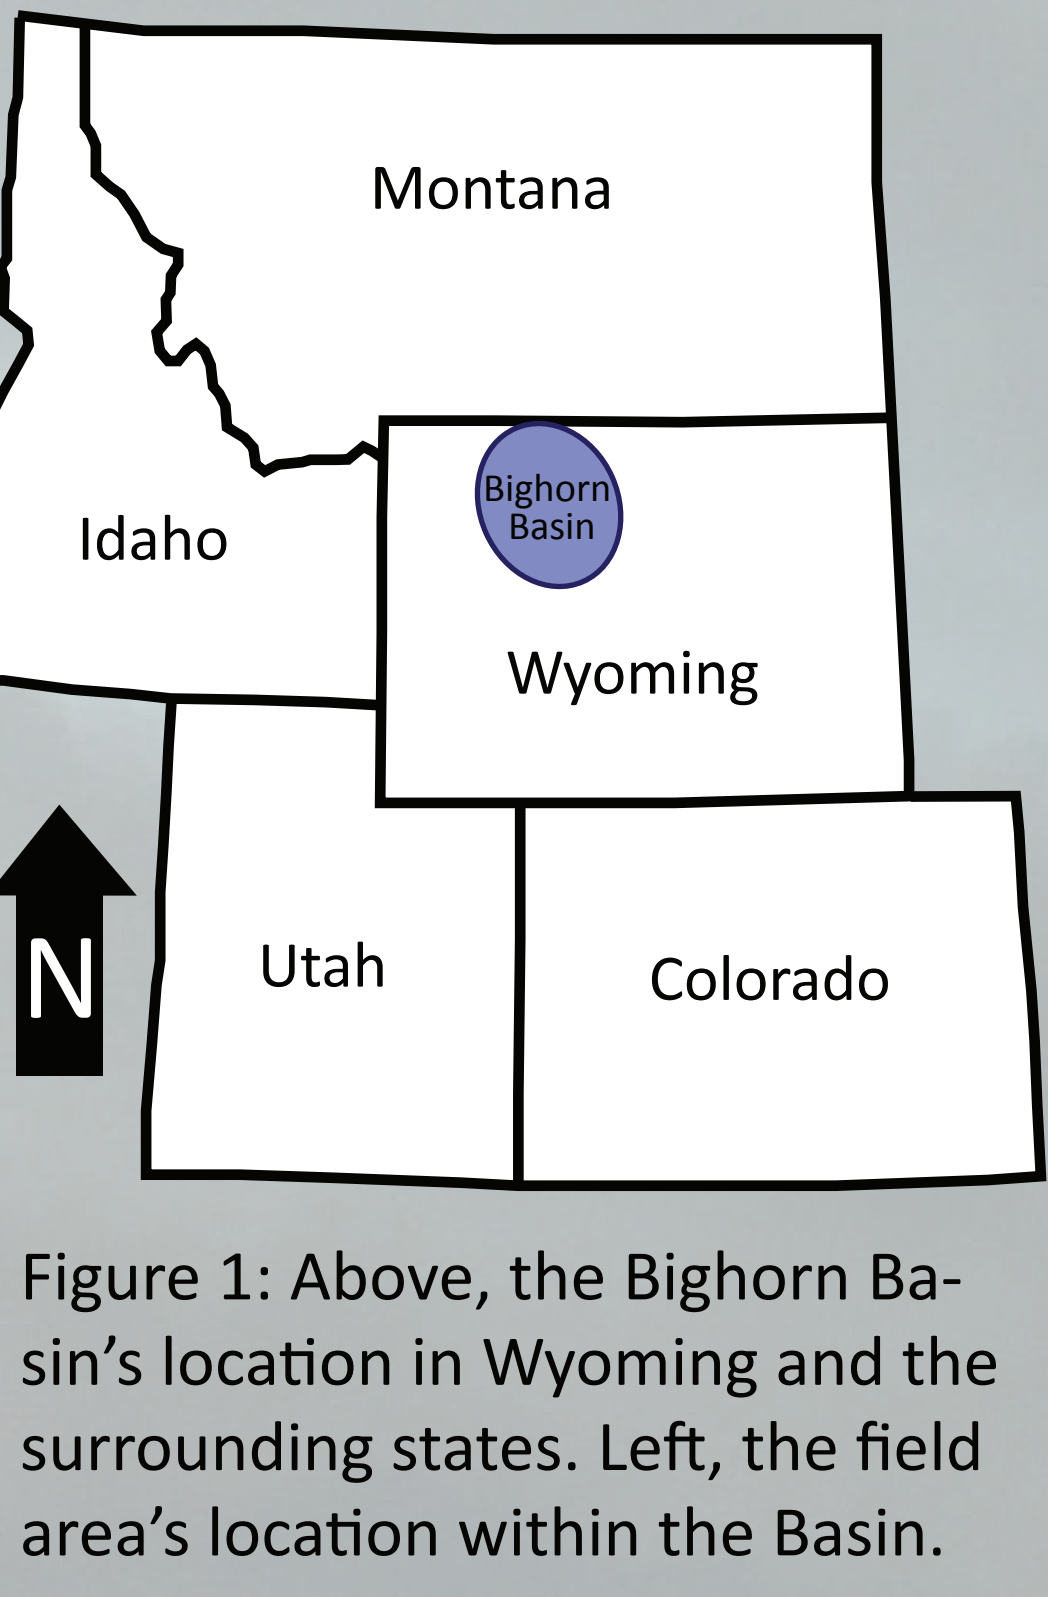 Montana
Bighorn
Basin
Idaho
Wyoming
N
Utah
Colorado
Figure 1: Above, the Bighorn Ba-
sin’s location in Wyoming and the
surrounding states. Left, the field
area’s location within the Basin.